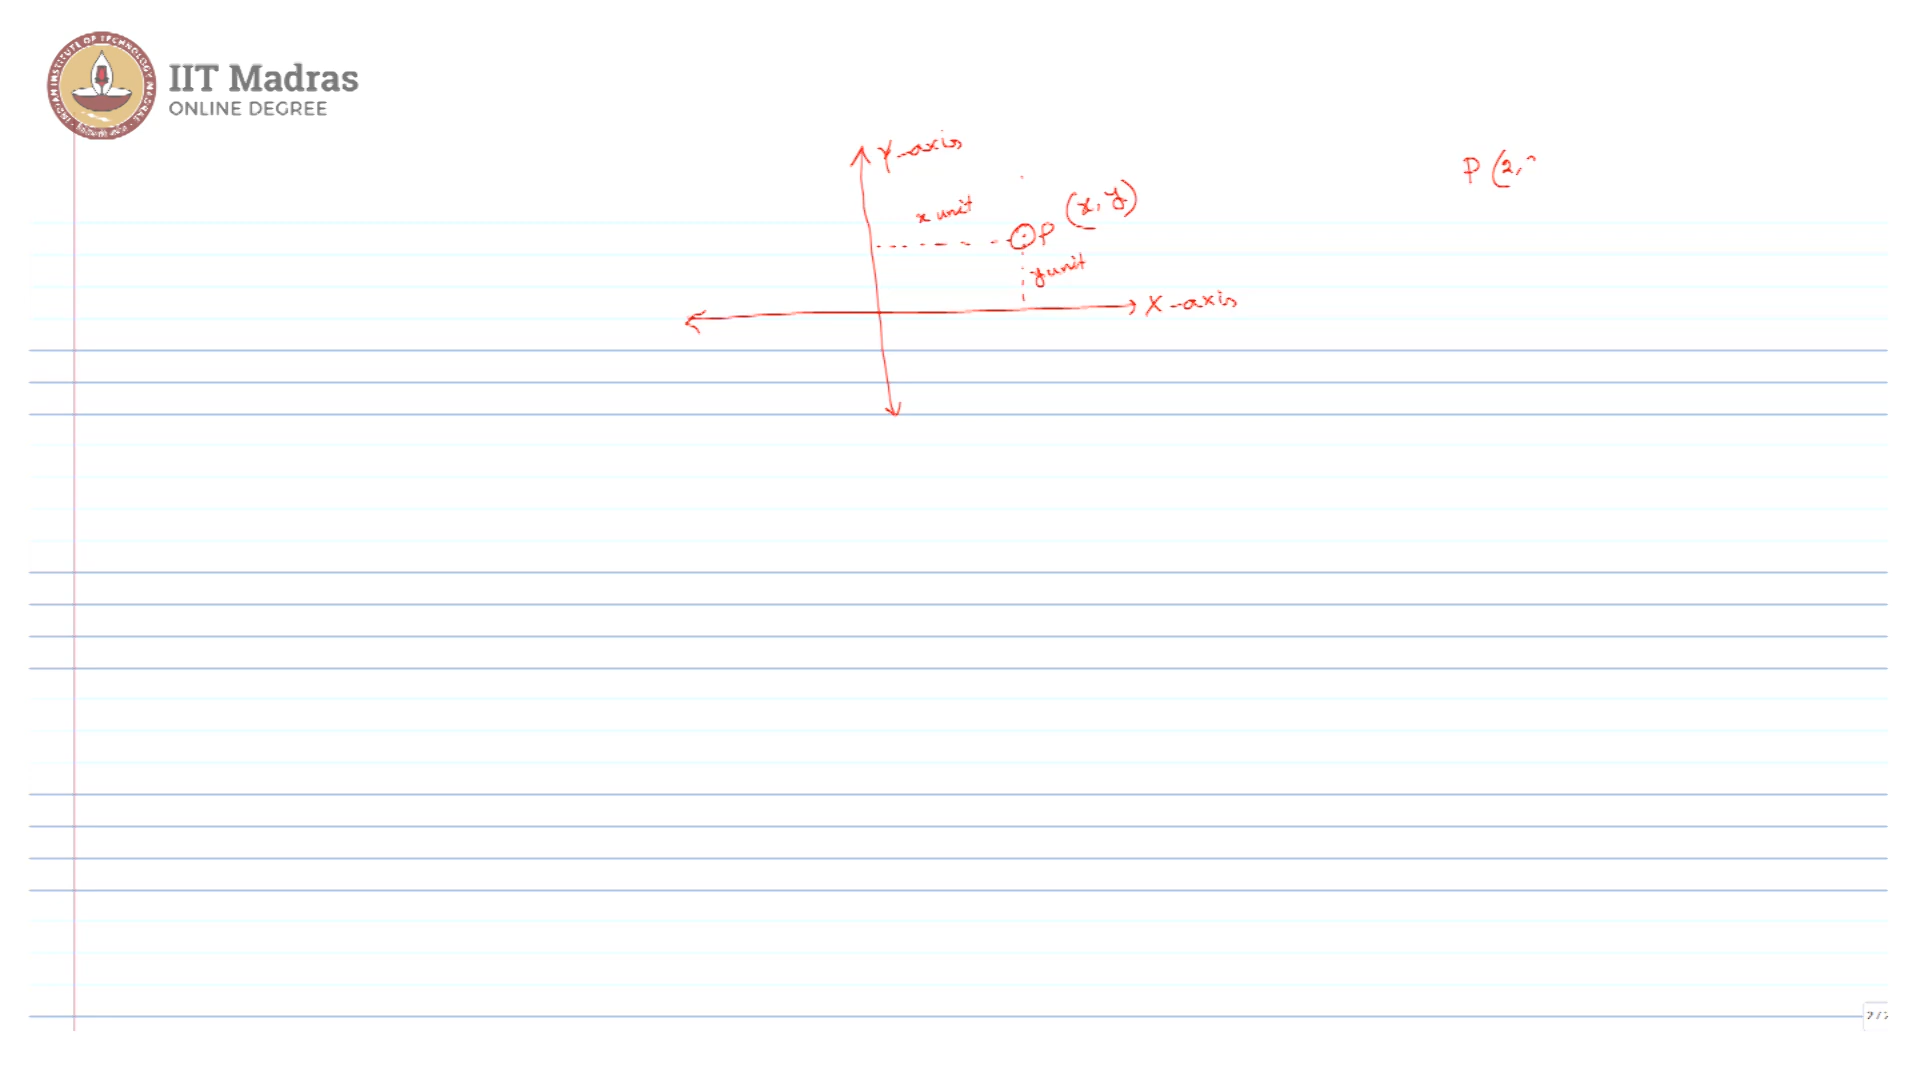 IIT Madras
ONLINE DEGREE
Y-axis
P (2,
x unit
P (x, y)
y unit
X-axis